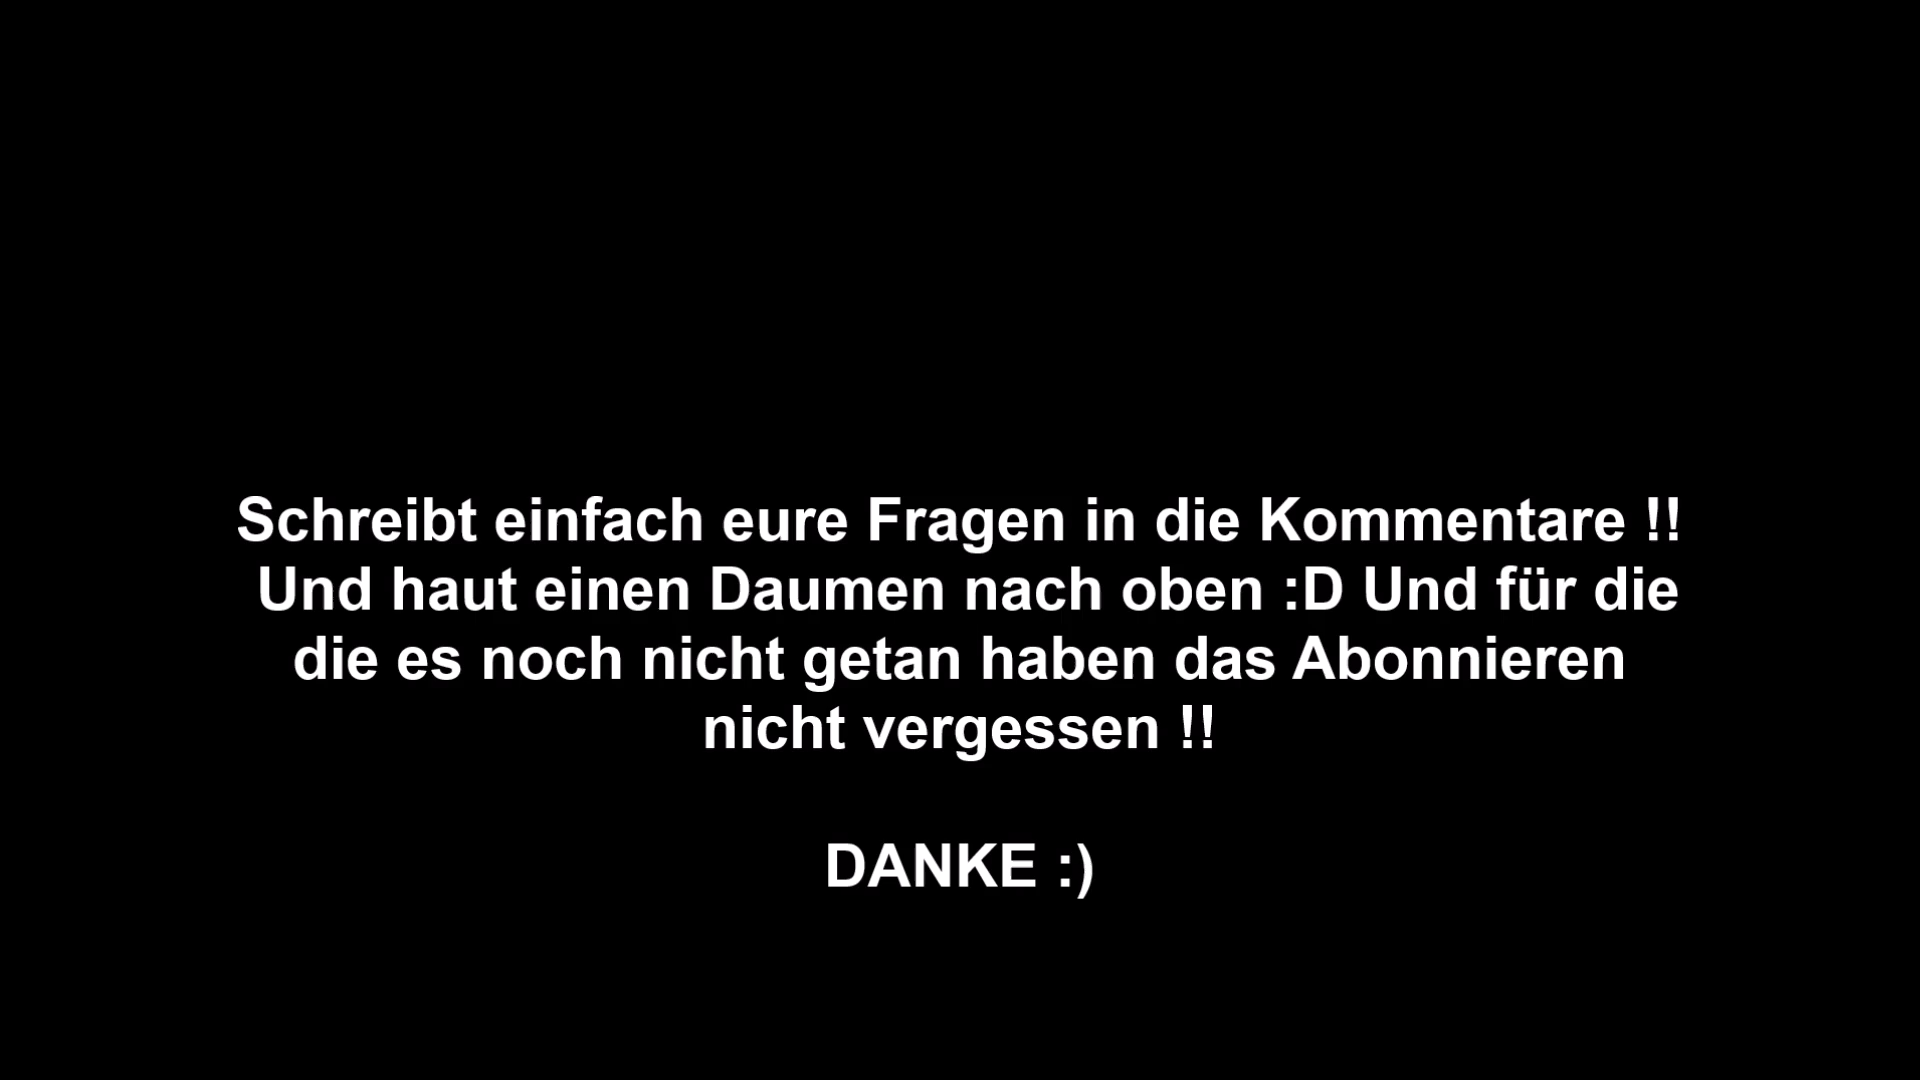 Schreibt einfach eure Fragen in die Kommentare !!
Und haut einen Daumen nach oben :D Und für die
die es noch nicht getan haben das Abonnieren
nicht vergessen !!
DANKE :)